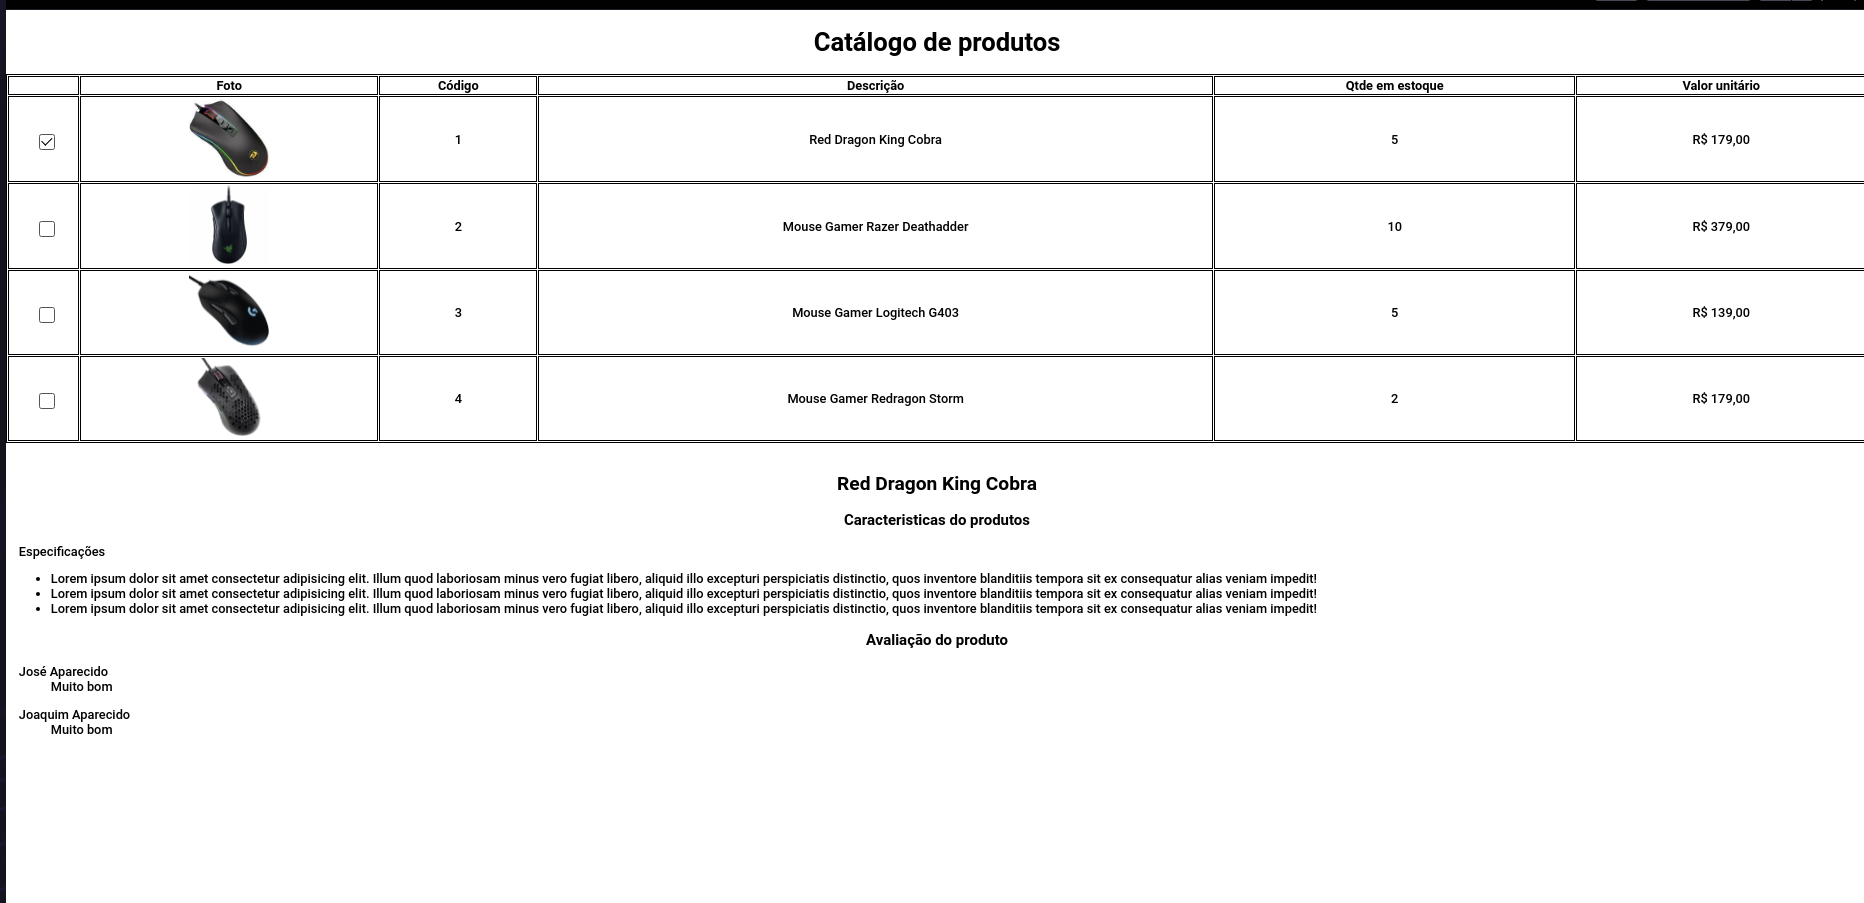 Catálogo de produtos
Foto Código Descrição Qtde em estoque Valor unitário
1 Red Dragon King Cobra 5 R$ 179,00
2 Mouse Gamer Razer Deathadder 10 R$ 379,00
3 Mouse Gamer Logitech G403 5 R$ 139,00
4 Mouse Gamer Redragon Storm 2 R$ 179,00
Red Dragon King Cobra
Caracteristicas do produtos
Especificações
• Lorem ipsum dolor sit amet consectetur adipisicing elit. Illum quod laboriosam minus vero fugiat libero, aliquid illo excepturi perspiciatis distinctio, quos inventore blanditiis tempora sit ex consequatur alias veniam impedit!
• Lorem ipsum dolor sit amet consectetur adipisicing elit. Illum quod laboriosam minus vero fugiat libero, aliquid illo excepturi perspiciatis distinctio, quos inventore blanditiis tempora sit ex consequatur alias veniam impedit!
• Lorem ipsum dolor sit amet consectetur adipisicing elit. Illum quod laboriosam minus vero fugiat libero, aliquid illo excepturi perspiciatis distinctio, quos inventore blanditiis tempora sit ex consequatur alias veniam impedit!
Avaliação do produto
José Aparecido
Muito bom
Joaquim Aparecido
Muito bom